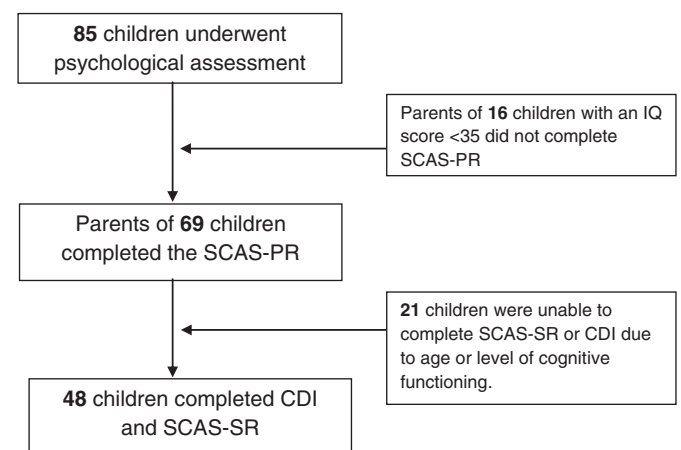 85 children underwent
psychological assessment
Parents of 16 children with an IQ
score <35 did not complete
SCAS-PR
Parents of 69 children
completed the SCAS-PR
21 children were unable to
complete SCAS-SR or CDI due
to age or level of cognitive
functioning.
48 children completed CDI
and SCAS-SR